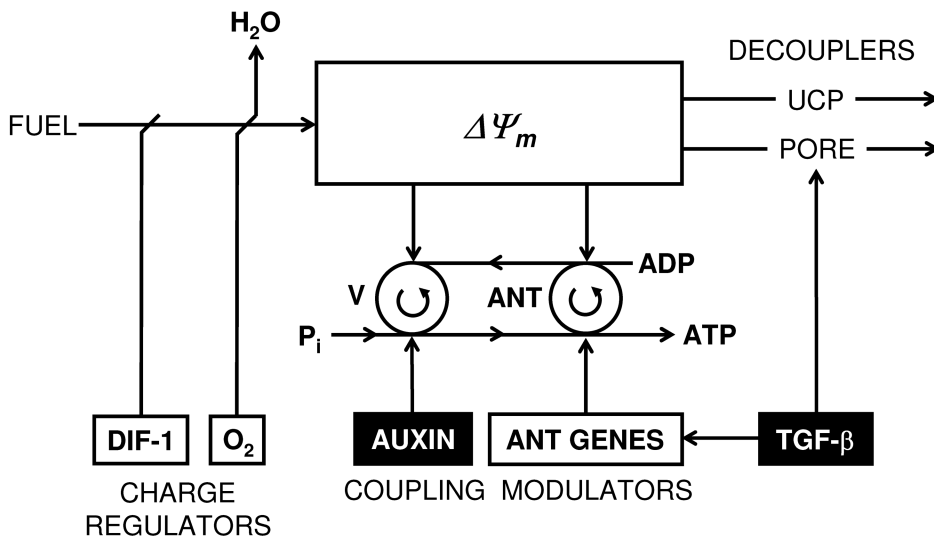 H₂O
DECOUPLERS
FUEL
ΔΨm
UCP
PORE
ADP
V
ANT
Pi
ATP
DIF-1
O₂
AUXIN
ANT GENES
TGF-β
CHARGE
REGULATORS
COUPLING MODULATORS